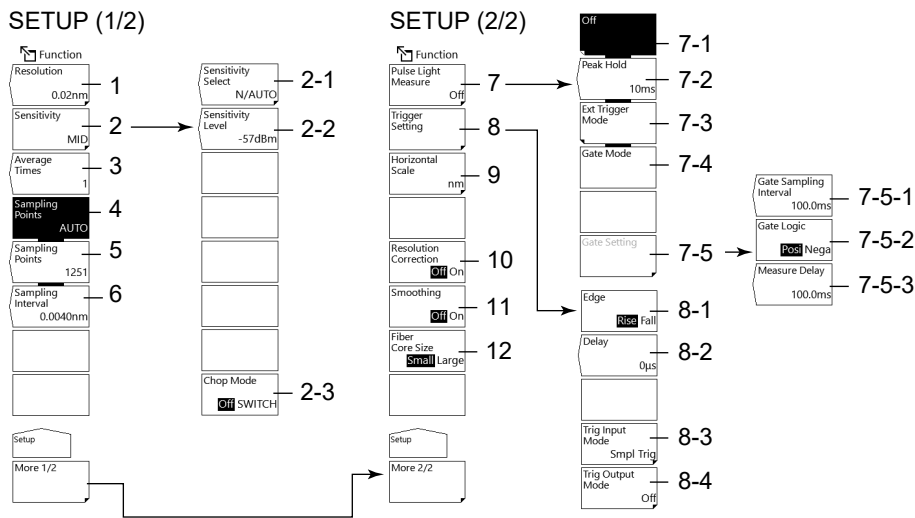 SETUP (1/2)
Function
Resolution
0.02nm
1
Sensitivity
MID
2
Average
Times
1
3
Sampling
Points
AUTO
4
Sampling
Points
1251
5
Sampling
Interval
0.0040nm
6
Setup
More 1/2
Sensitivity
Select
N/AUTO
2-1
Sensitivity
Level
-57dBm
2-2
Chop Mode
Off SWITCH
2-3
SETUP (2/2)
Function
Pulse Light
Measure
Off
7
Trigger
Setting
8
Horizontal
Scale
nm
9
Resolution
Correction
Off On
10
Smoothing
Off On
11
Fiber
Core Size
Small Large
12
Setup
More 2/2
Off
7-1
Peak Hold
10ms
7-2
Ext Trigger
Mode
7-3
Gate Mode
7-4
Gate Setting
7-5
Gate Sampling
Interval
100.0ms
7-5-1
Gate Logic
Posi Nega
7-5-2
Measure Delay
100.0ms
7-5-3
Edge
Rise Fall
8-1
Delay
0µs
8-2
Trig Input
Mode
Smpl Trig
8-3
Trig Output
Mode
Off
8-4